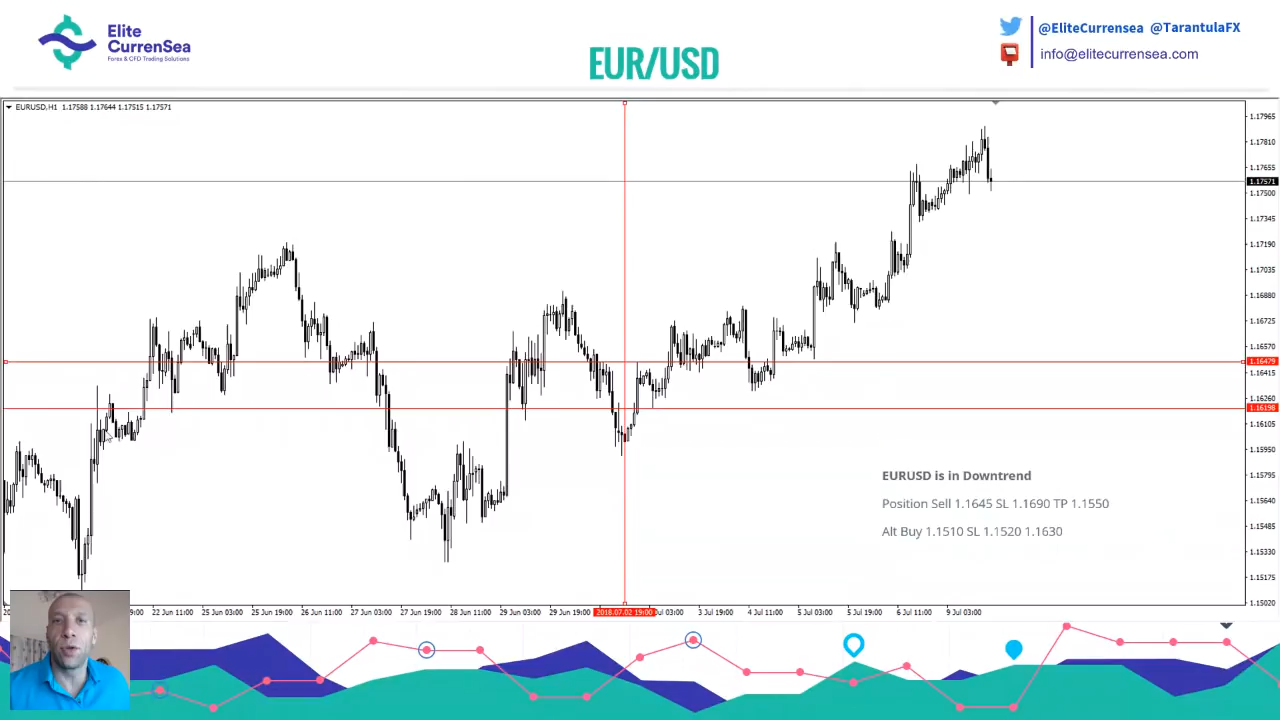 Elite
CurrenSea
Forex & CFD Trading Solutions
EUR/USD
@EliteCurrensea @TarantulaFX
info@elitecurrensea.com
EURUSD,H1 1.17588 1.17644 1.17515 1.17571
1.17965
1.17810
1.17655
1.17571
1.17500
1.17345
1.17190
1.17035
1.16880
1.16725
1.16570
1.16479
1.16415
1.16260
1.16198
1.16105
1.15950
1.15795
1.15640
1.15485
1.15330
1.15175
1.15020
EURUSD is in Downtrend
Position Sell 1.1645 SL 1.1690 TP 1.1550
Alt Buy 1.1510 SL 1.1520 1.1630
22 Jun 11:00 25 Jun 03:00 25 Jun 19:00 26 Jun 11:00 27 Jun 03:00 27 Jun 19:00 28 Jun 11:00 29 Jun 03:00 29 Jun 19:00 2018.07.02 19:00 Jul 03:00 3 Jul 19:00 4 Jul 11:00 5 Jul 03:00 5 Jul 19:00 6 Jul 11:00 9 Jul 03:00